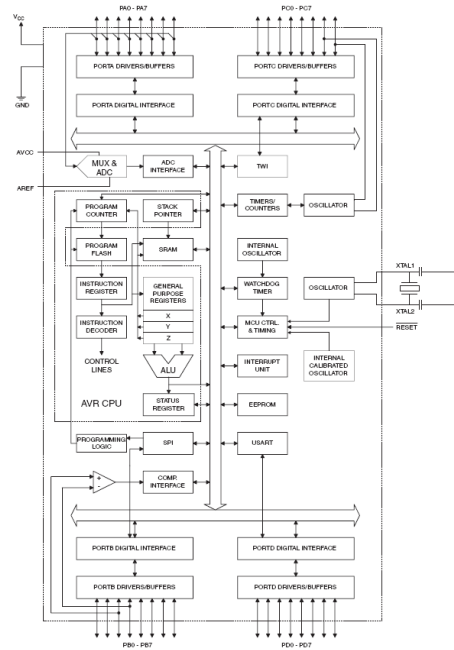 PA0 - PA7
PC0 - PC7
VCC
PORTA DRIVERS/BUFFERS
PORTC DRIVERS/BUFFERS
GND
PORTA DIGITAL INTERFACE
PORTC DIGITAL INTERFACE
AVCC
MUX &
ADC
ADC
INTERFACE
TWI
AREF
PROGRAM
COUNTER
STACK
POINTER
TIMERS/
COUNTERS
OSCILLATOR
PROGRAM
FLASH
SRAM
INTERNAL
OSCILLATOR
XTAL1
INSTRUCTION
REGISTER
GENERAL
PURPOSE
REGISTERS
WATCHDOG
TIMER
OSCILLATOR
X
XTAL2
INSTRUCTION
DECODER
Y
MCU CTRL.
& TIMING
RESET
Z
CONTROL
LINES
ALU
INTERRUPT
UNIT
INTERNAL
CALIBRATED
OSCILLATOR
AVR CPU
STATUS
REGISTER
EEPROM
PROGRAMMING
LOGIC
SPI
USART
+
-
COMP.
INTERFACE
PORTB DIGITAL INTERFACE
PORTD DIGITAL INTERFACE
PORTB DRIVERS/BUFFERS
PORTD DRIVERS/BUFFERS
PB0 - PB7
PD0 - PD7